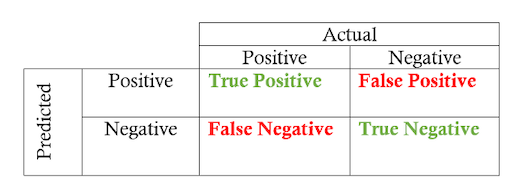 Actual
Positive Negative
Predicted
Positive True Positive False Positive
Negative False Negative True Negative